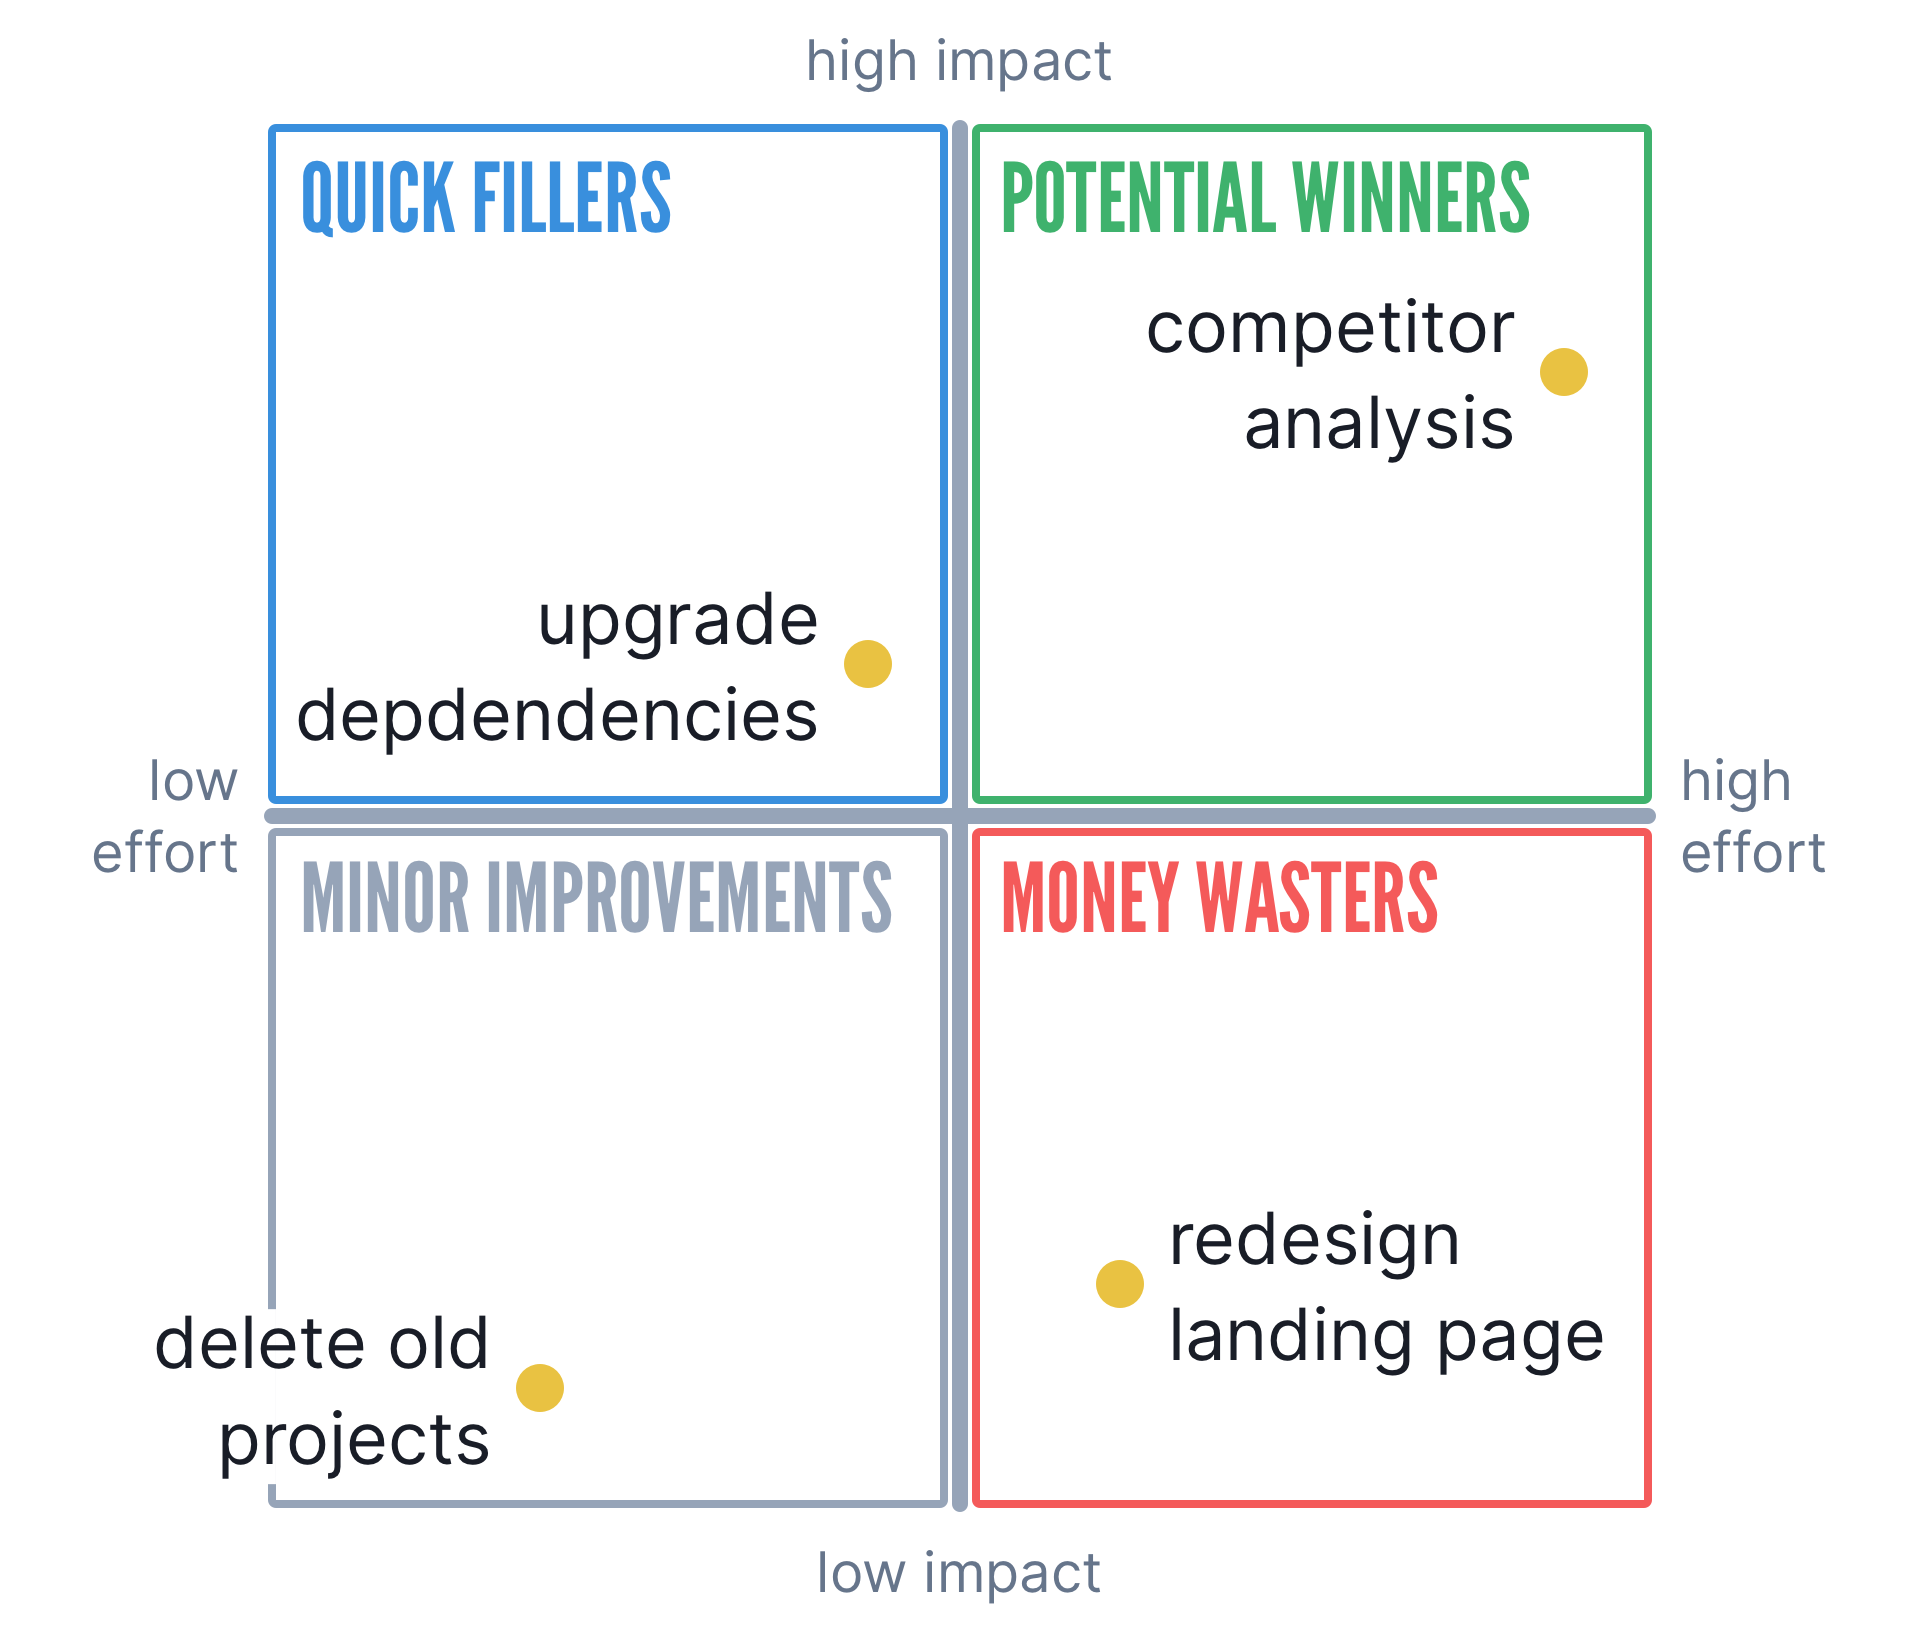 high impact
QUICK FILLERS
POTENTIAL WINNERS
competitor
analysis
upgrade
depdendencies
low
effort
high
effort
MINOR IMPROVEMENTS
MONEY WASTERS
redesign
landing page
delete old
projects
low impact